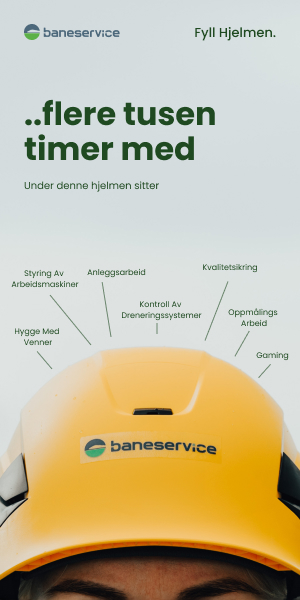 baneservice
Fyll Hjelmen.
..flere tusen
timer med
Under denne hjelmen sitter
Styring Av
Arbeidsmaskiner
Anleggsarbeid
Kvalitetsikring
Kontroll Av
Dreneringssystemer
Oppmålings
Arbeid
Hygge Med
Venner
Gaming
baneservice